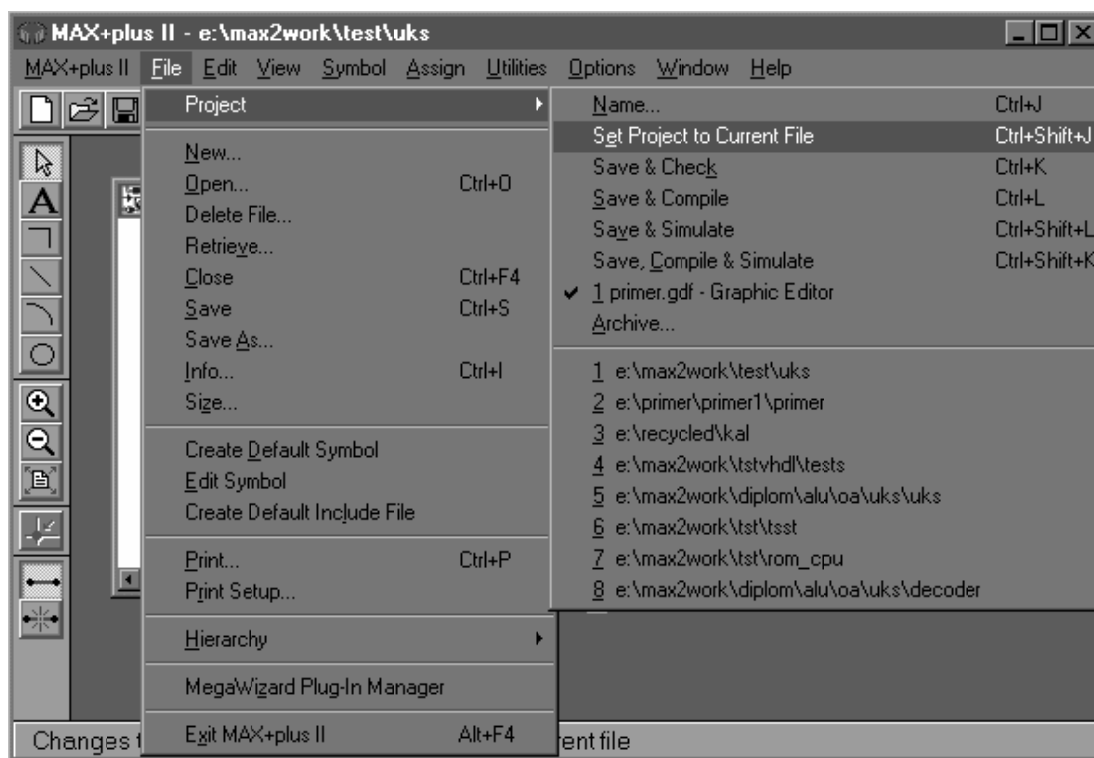 MAX+plus II - e:\max2work\test\uks
MAX+plus II File Edit View Symbol Assign Utilities Options Window Help
Project
New...
Open... Ctrl+O
Delete File...
Retrieve...
Close Ctrl+F4
Save Ctrl+S
Save As...
Info... Ctrl+I
Size...
Create Default Symbol
Edit Symbol
Create Default Include File
Print... Ctrl+P
Print Setup...
Hierarchy
MegaWizard Plug-In Manager
Exit MAX+plus II Alt+F4
Name... Ctrl+J
Set Project to Current File Ctrl+Shift+J
Save & Check Ctrl+K
Save & Compile Ctrl+L
Save & Simulate Ctrl+Shift+L
Save, Compile & Simulate Ctrl+Shift+K
1 primer.gdf - Graphic Editor
Archive...
1 e:\max2work\test\uks
2 e:\primer\primer1\primer
3 e:\recycled\kal
4 e:\max2work\tstvhdl\tests
5 e:\max2work\diplom\alu\oa\uks\uks
6 e:\max2work\tst\tsst
7 e:\max2work\tst\rom_cpu
8 e:\max2work\diplom\alu\oa\uks\decoder
A
Changes t
ent file